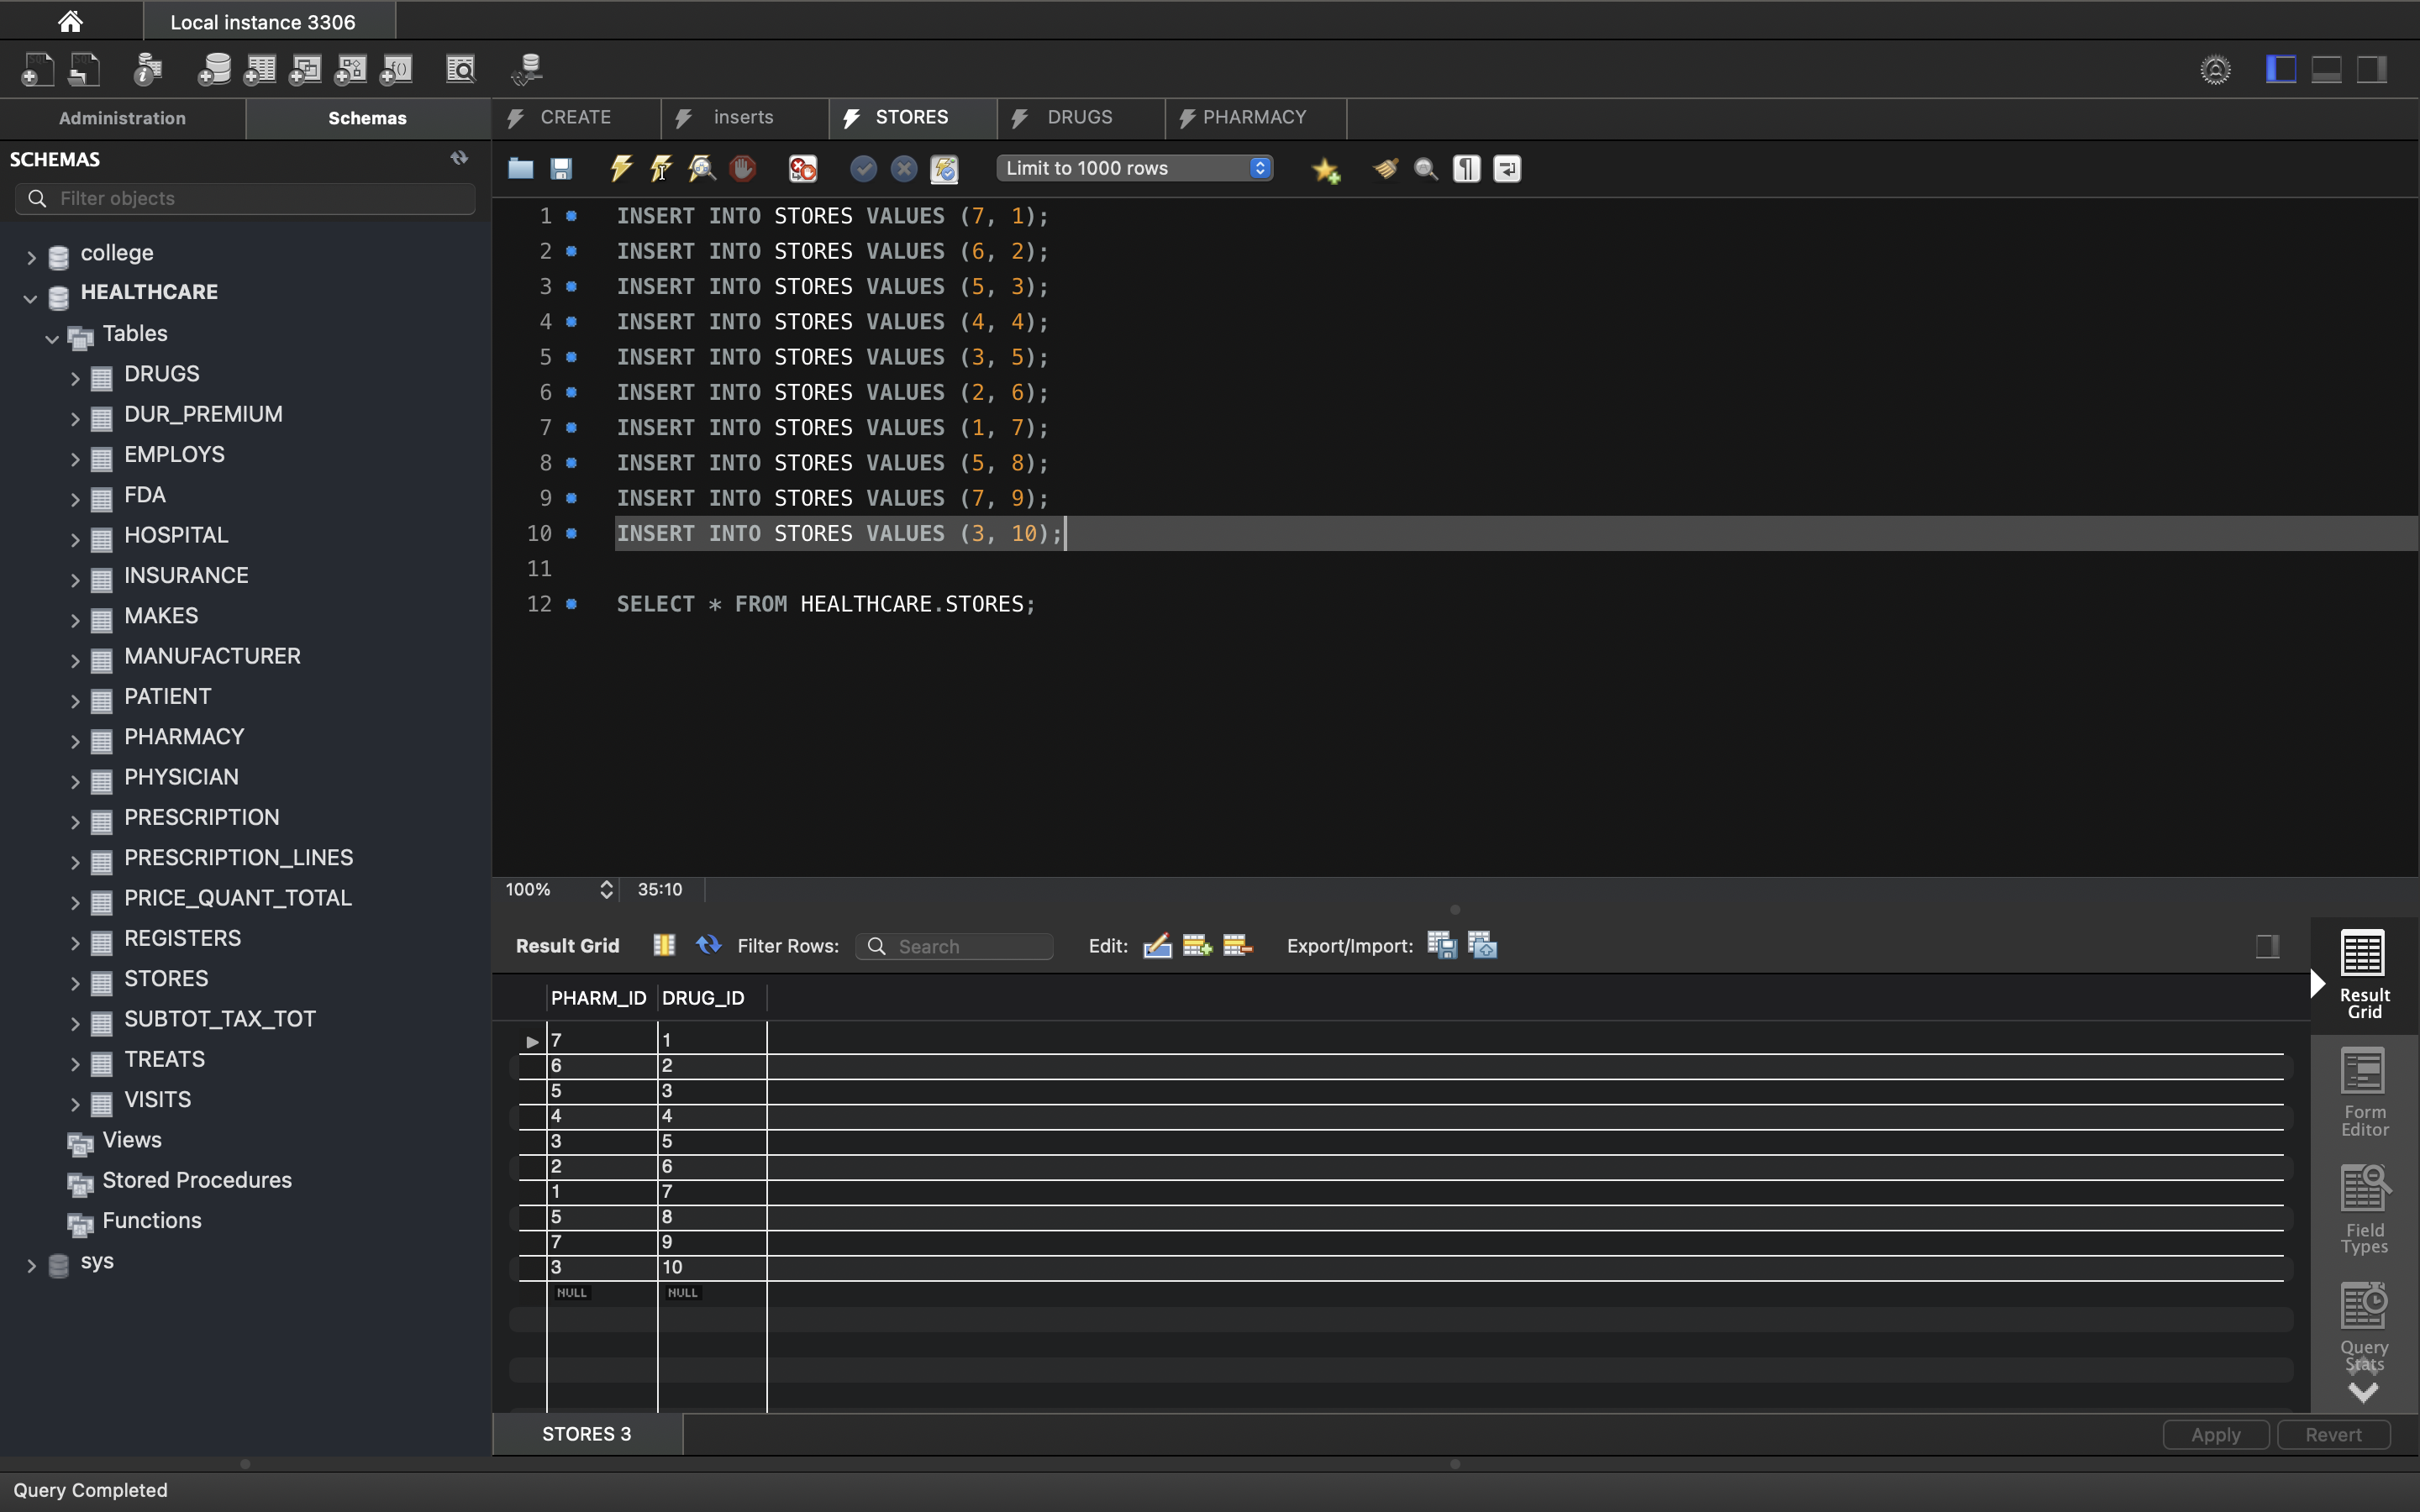 Local instance 3306
Administration
Schemas
CREATE
inserts
STORES
DRUGS
PHARMACY
SCHEMAS
Filter objects
Limit to 1000 rows
college
HEALTHCARE
Tables
DRUGS
DUR_PREMIUM
EMPLOYS
FDA
HOSPITAL
INSURANCE
MAKES
MANUFACTURER
PATIENT
PHARMACY
PHYSICIAN
PRESCRIPTION
PRESCRIPTION_LINES
PRICE_QUANT_TOTAL
REGISTERS
STORES
SUBTOT_TAX_TOT
TREATS
VISITS
Views
Stored Procedures
Functions
sys
1 INSERT INTO STORES VALUES (7, 1);
2 INSERT INTO STORES VALUES (6, 2);
3 INSERT INTO STORES VALUES (5, 3);
4 INSERT INTO STORES VALUES (4, 4);
5 INSERT INTO STORES VALUES (3, 5);
6 INSERT INTO STORES VALUES (2, 6);
7 INSERT INTO STORES VALUES (1, 7);
8 INSERT INTO STORES VALUES (5, 8);
9 INSERT INTO STORES VALUES (7, 9);
10 INSERT INTO STORES VALUES (3, 10);
11
12 SELECT * FROM HEALTHCARE.STORES;
100% 35:10
Result Grid Filter Rows: Search Edit: Export/Import:
PHARM_ID DRUG_ID
7 1
6 2
5 3
4 4
3 5
2 6
1 7
5 8
7 9
3 10
NULL NULL
Result
Grid
Form
Editor
Field
Types
Query
Stats
STORES 3
Apply Revert
Query Completed